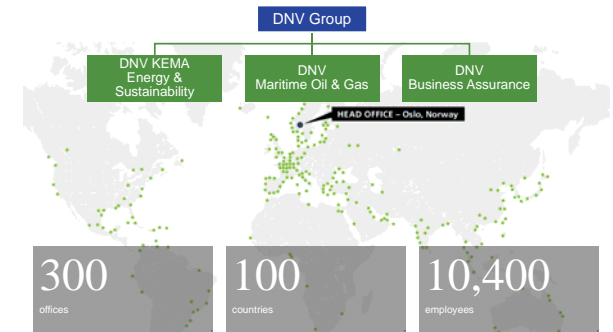 DNV Group
DNV KEMA
Energy &
Sustainability
DNV
Maritime Oil & Gas
DNV
Business Assurance
HEAD OFFICE – Oslo, Norway
300
offices
100
countries
10,400
employees